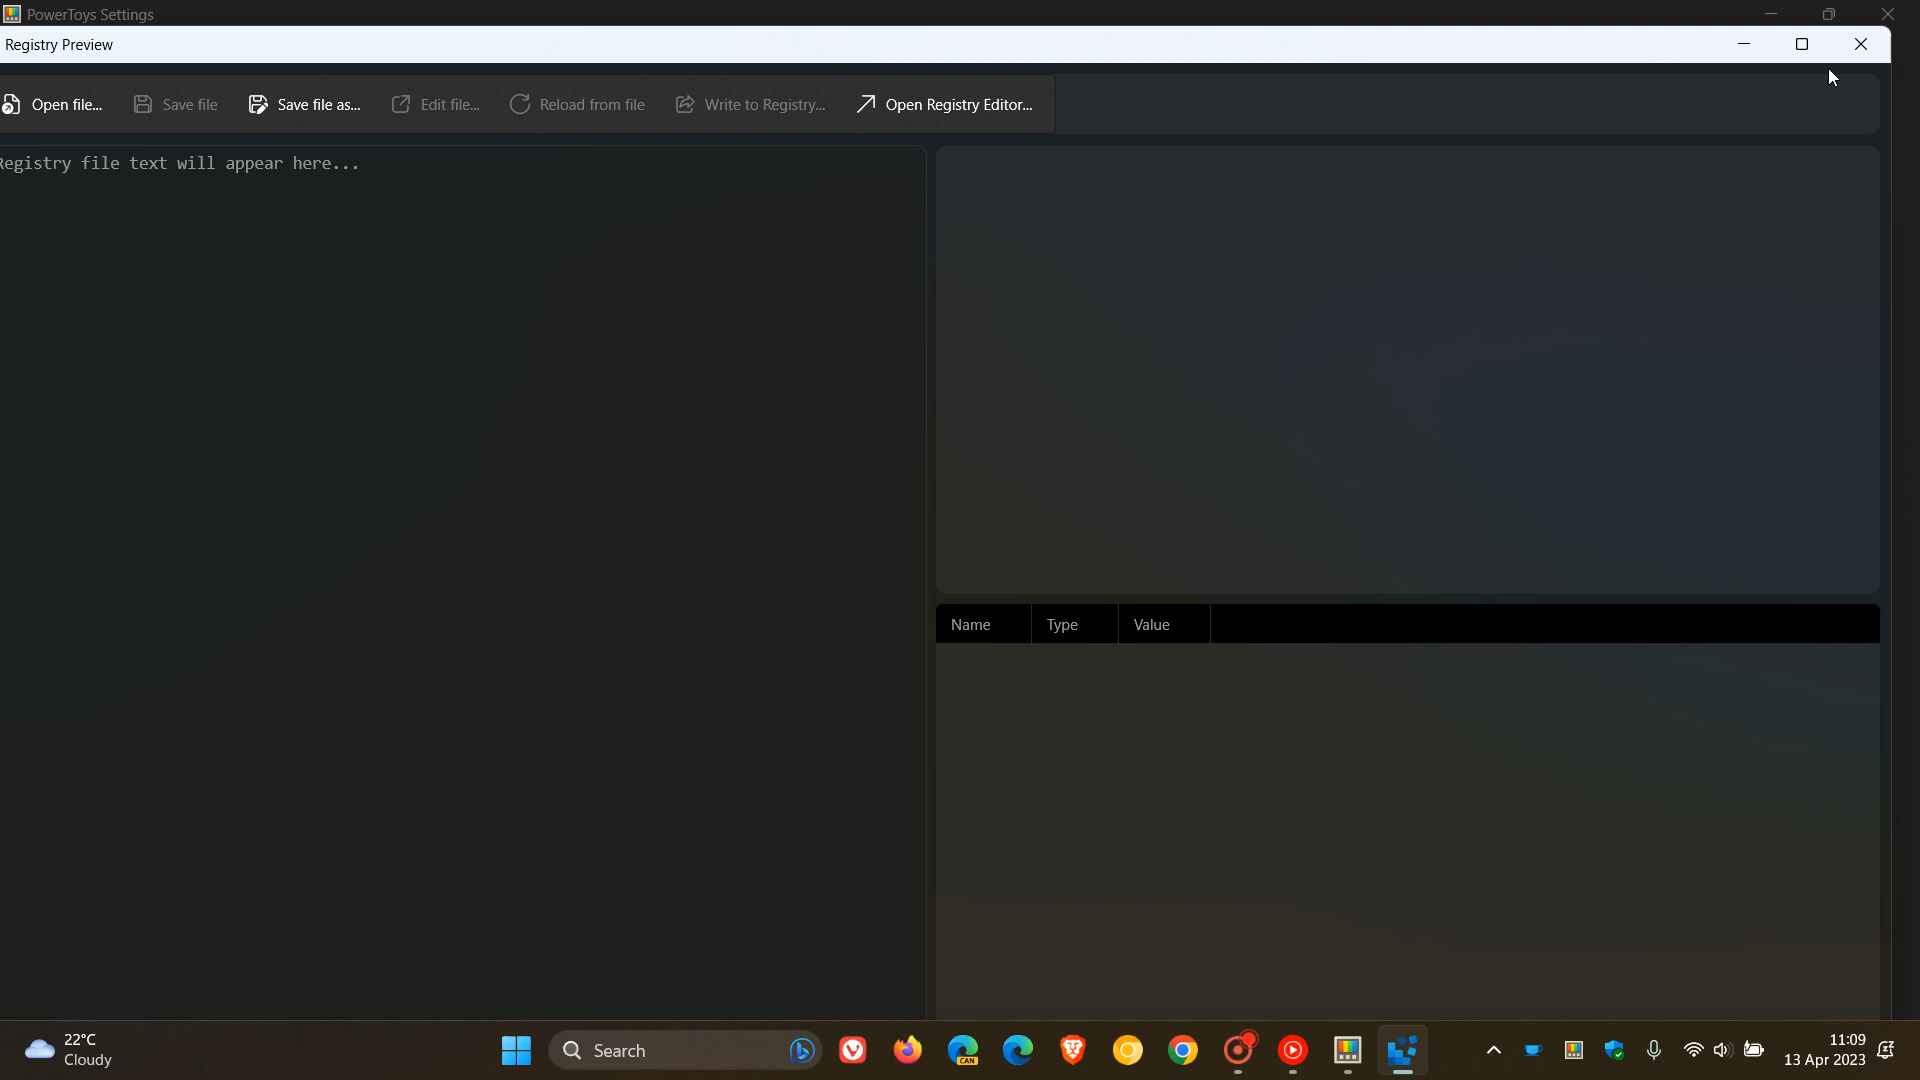 PowerToys Settings
Registry Preview
Open file...
Save file
Save file as...
Edit file...
Reload from file
Write to Registry...
Open Registry Editor...
Registry file text will appear here...
Name
Type
Value
22°C
Cloudy
Search
CAN
11:09
13 Apr 2023